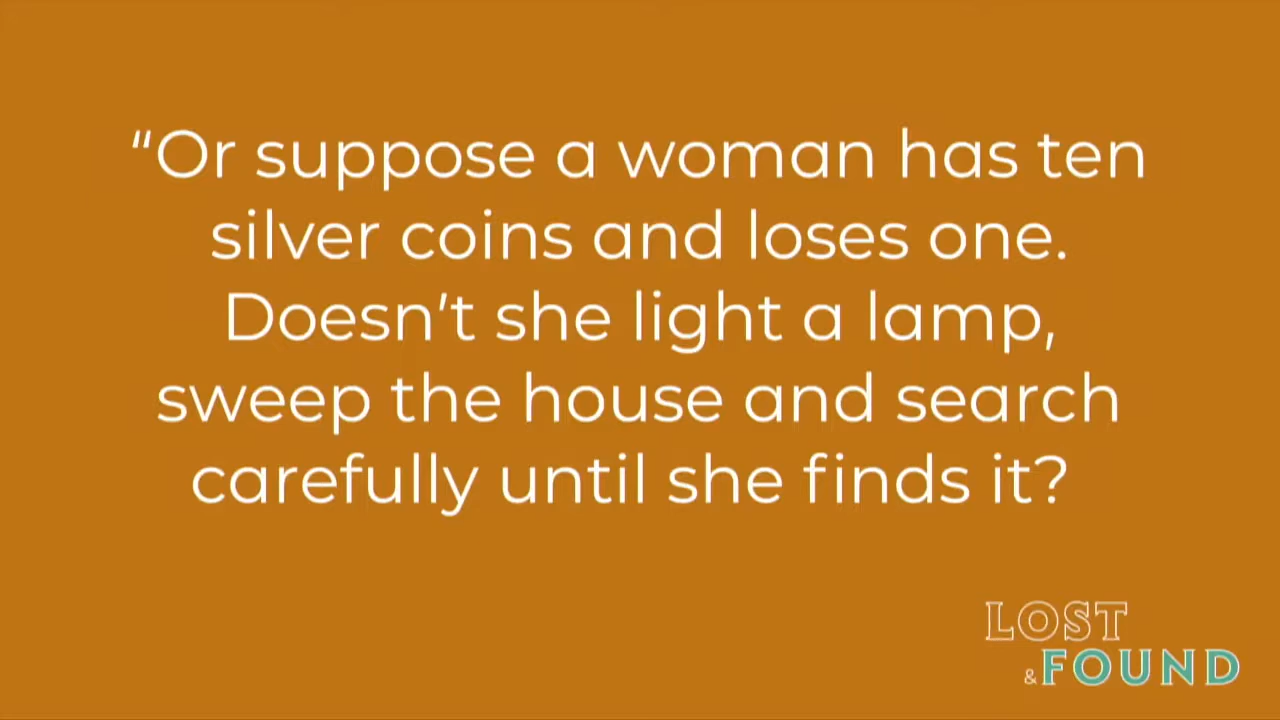 “Or suppose a woman has ten
silver coins and loses one.
Doesn’t she light a lamp,
sweep the house and search
carefully until she finds it?
LOST
& FOUND